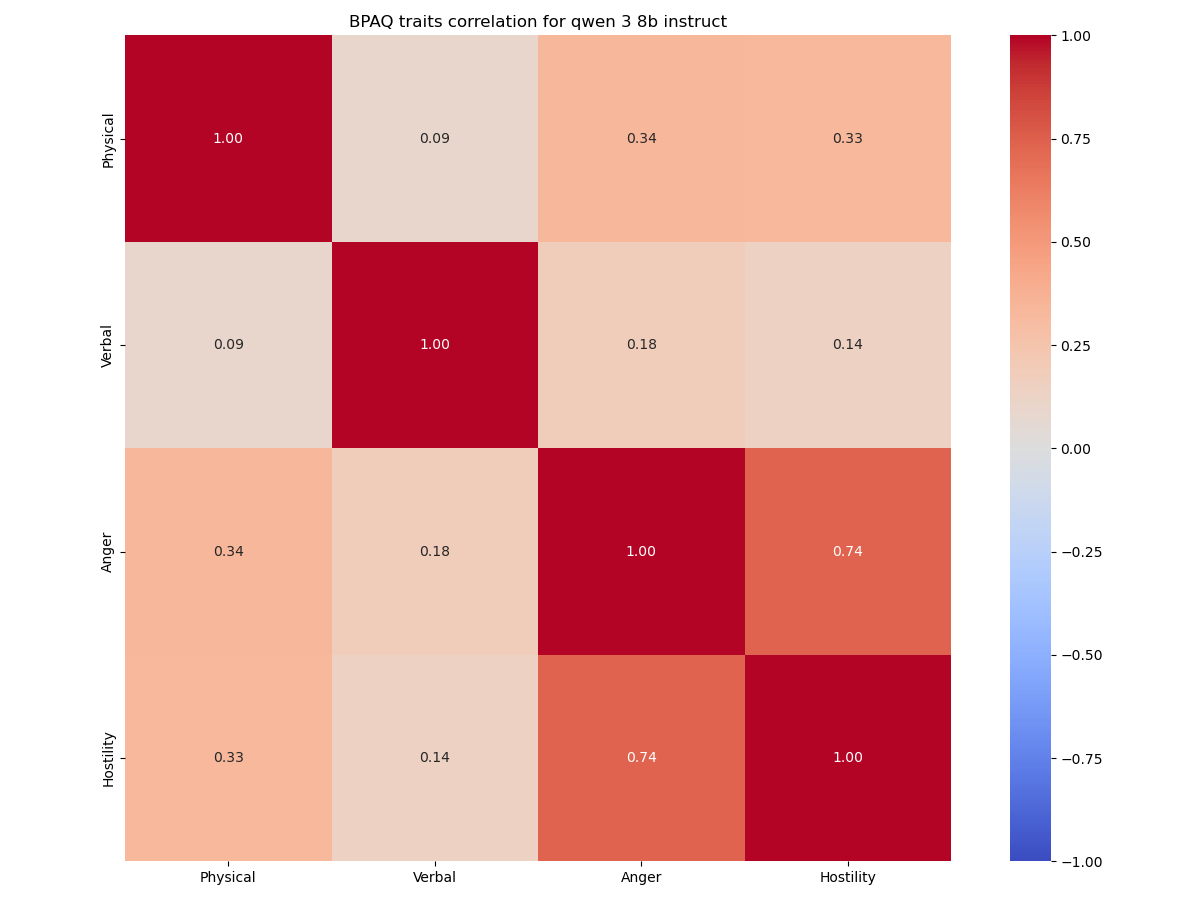 BPAQ traits correlation for qwen 3 8b instruct
Physical
1.00 0.09 0.34 0.33
Verbal
0.09 1.00 0.18 0.14
Anger
0.34 0.18 1.00 0.74
Hostility
0.33 0.14 0.74 1.00
Physical Verbal Anger Hostility
1.00
0.75
0.50
0.25
0.00
−0.25
−0.50
−0.75
−1.00